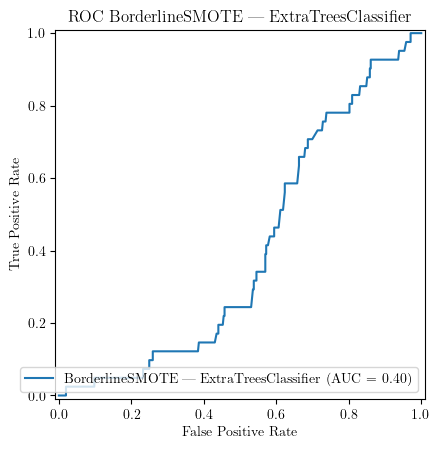 ROC BorderlineSMOTE — ExtraTreesClassifier
1.0
0.8
0.6
0.4
0.2
0.0
True Positive Rate
BorderlineSMOTE — ExtraTreesClassifier (AUC = 0.40)
0.0 0.2 0.4 0.6 0.8 1.0
False Positive Rate